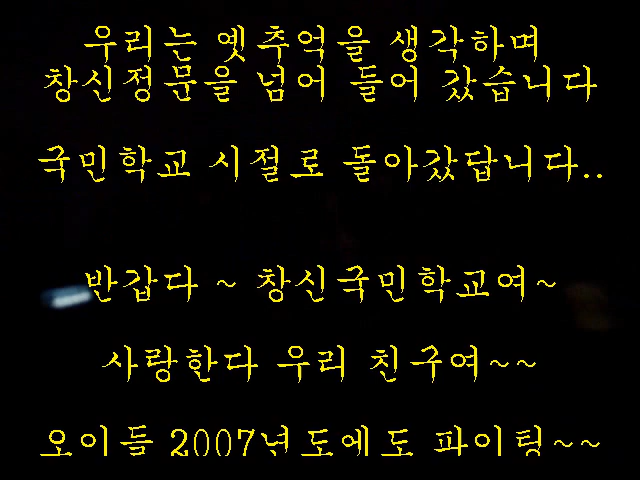 우리는 옛추억을 생각하며
창신정문을 넘어 들어 갔습니다
국민학교 시절로 돌아갔답니다..
반갑다 ~ 창신국민학교여~
사랑한다 우리 친구여~~
오이듬 2007년도에도 파이팅~~